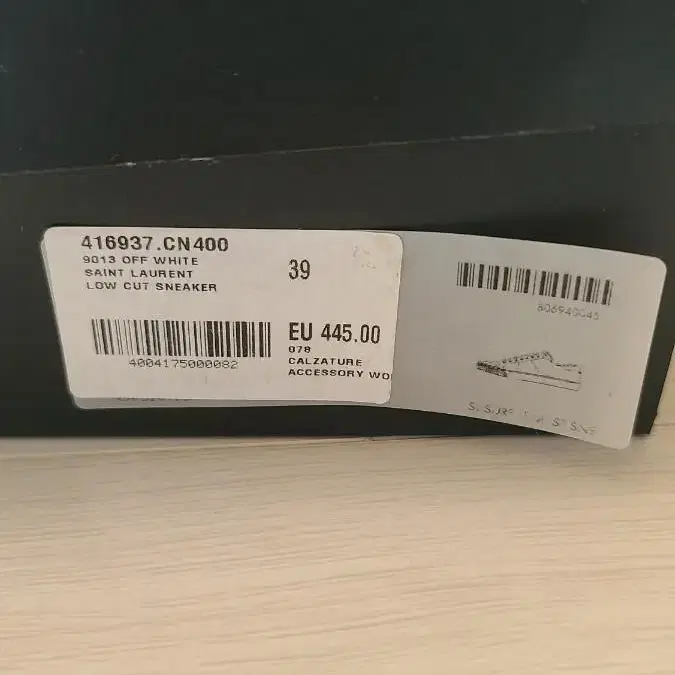 416937.CN400
9013 OFF WHITE
SAINT LAURENT
LOW CUT SNEAKER
39
4004175000082
EU 445.00
078
CALZATURE
ACCESSORY WO